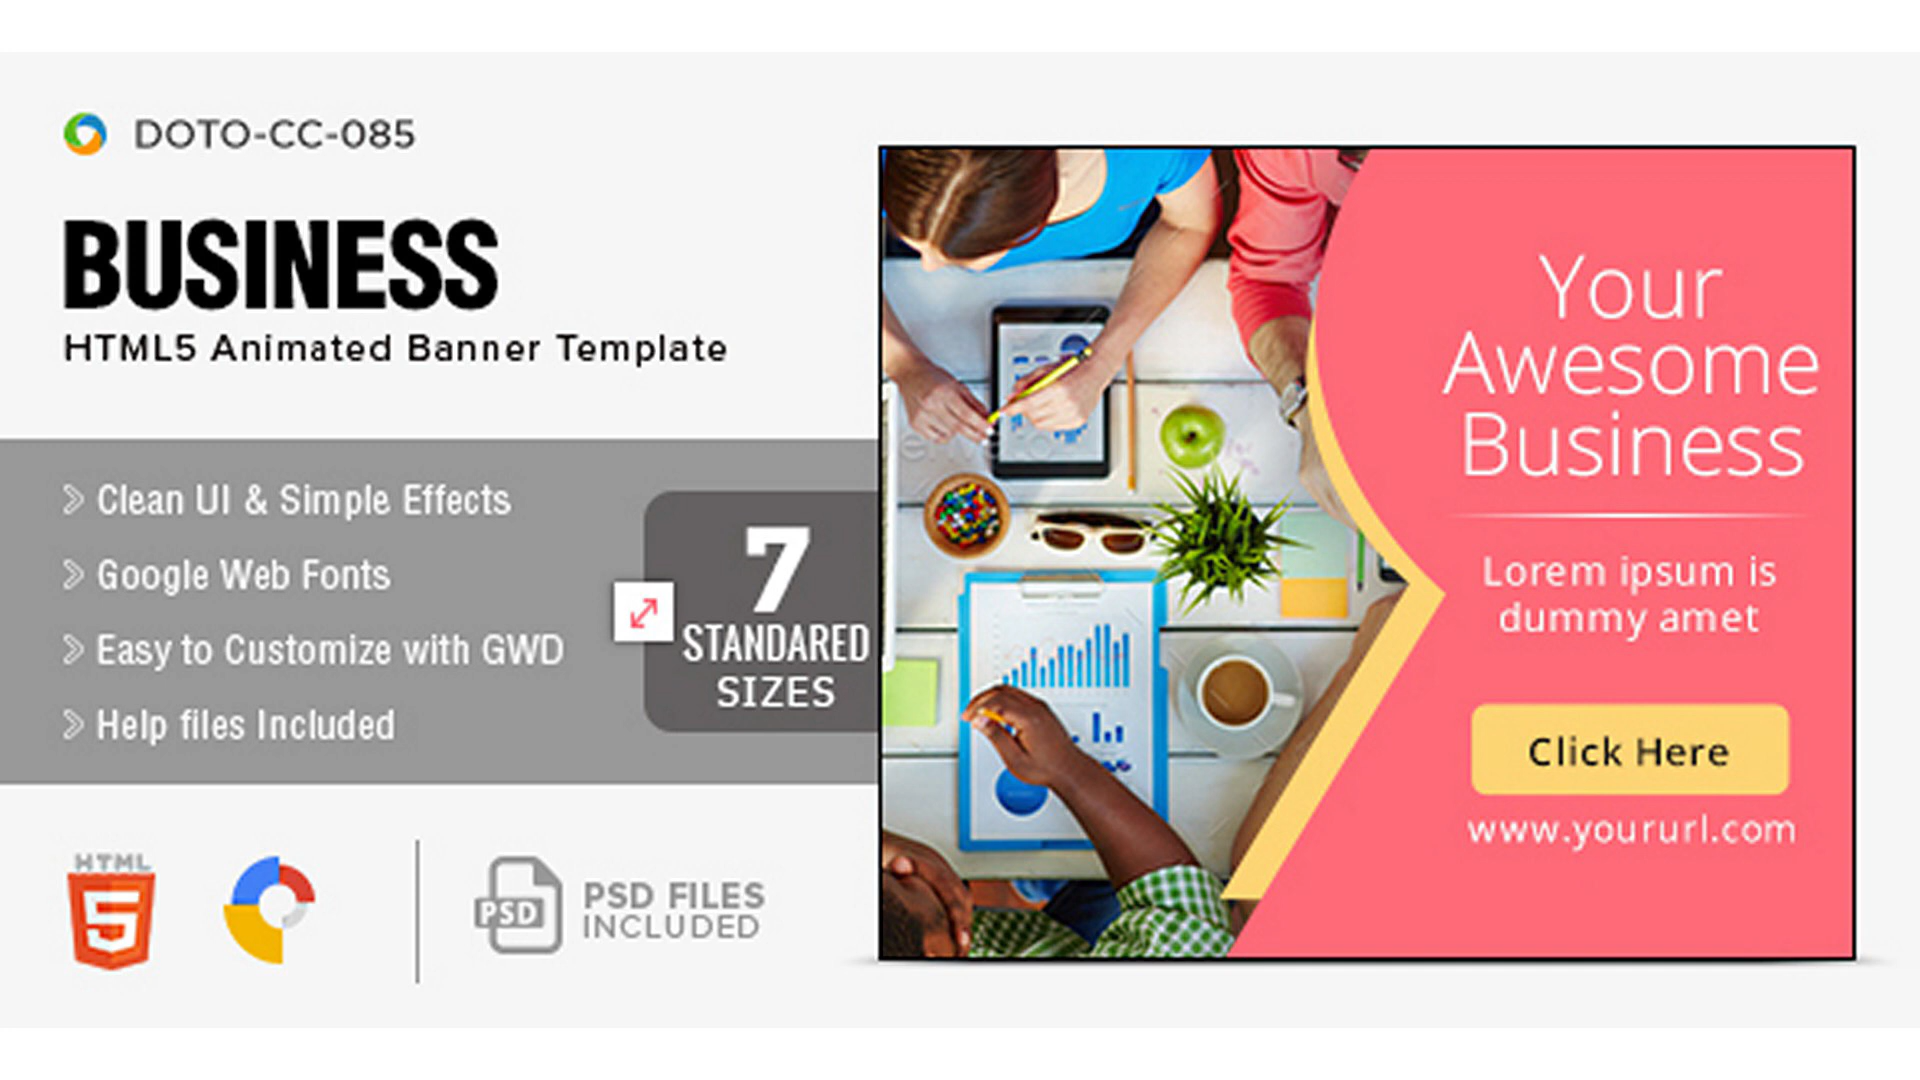 DOTO-CC-085
BUSINESS
HTML5 Animated Banner Template
Clean UI & Simple Effects
Google Web Fonts
Easy to Customize with GWD
Help files Included
7
STANDARED
SIZES
HTML
5
PSD
PSD FILES
INCLUDED
envato
Your
Awesome
Business
Lorem ipsum is
dummy amet
Click Here
www.yoururl.com